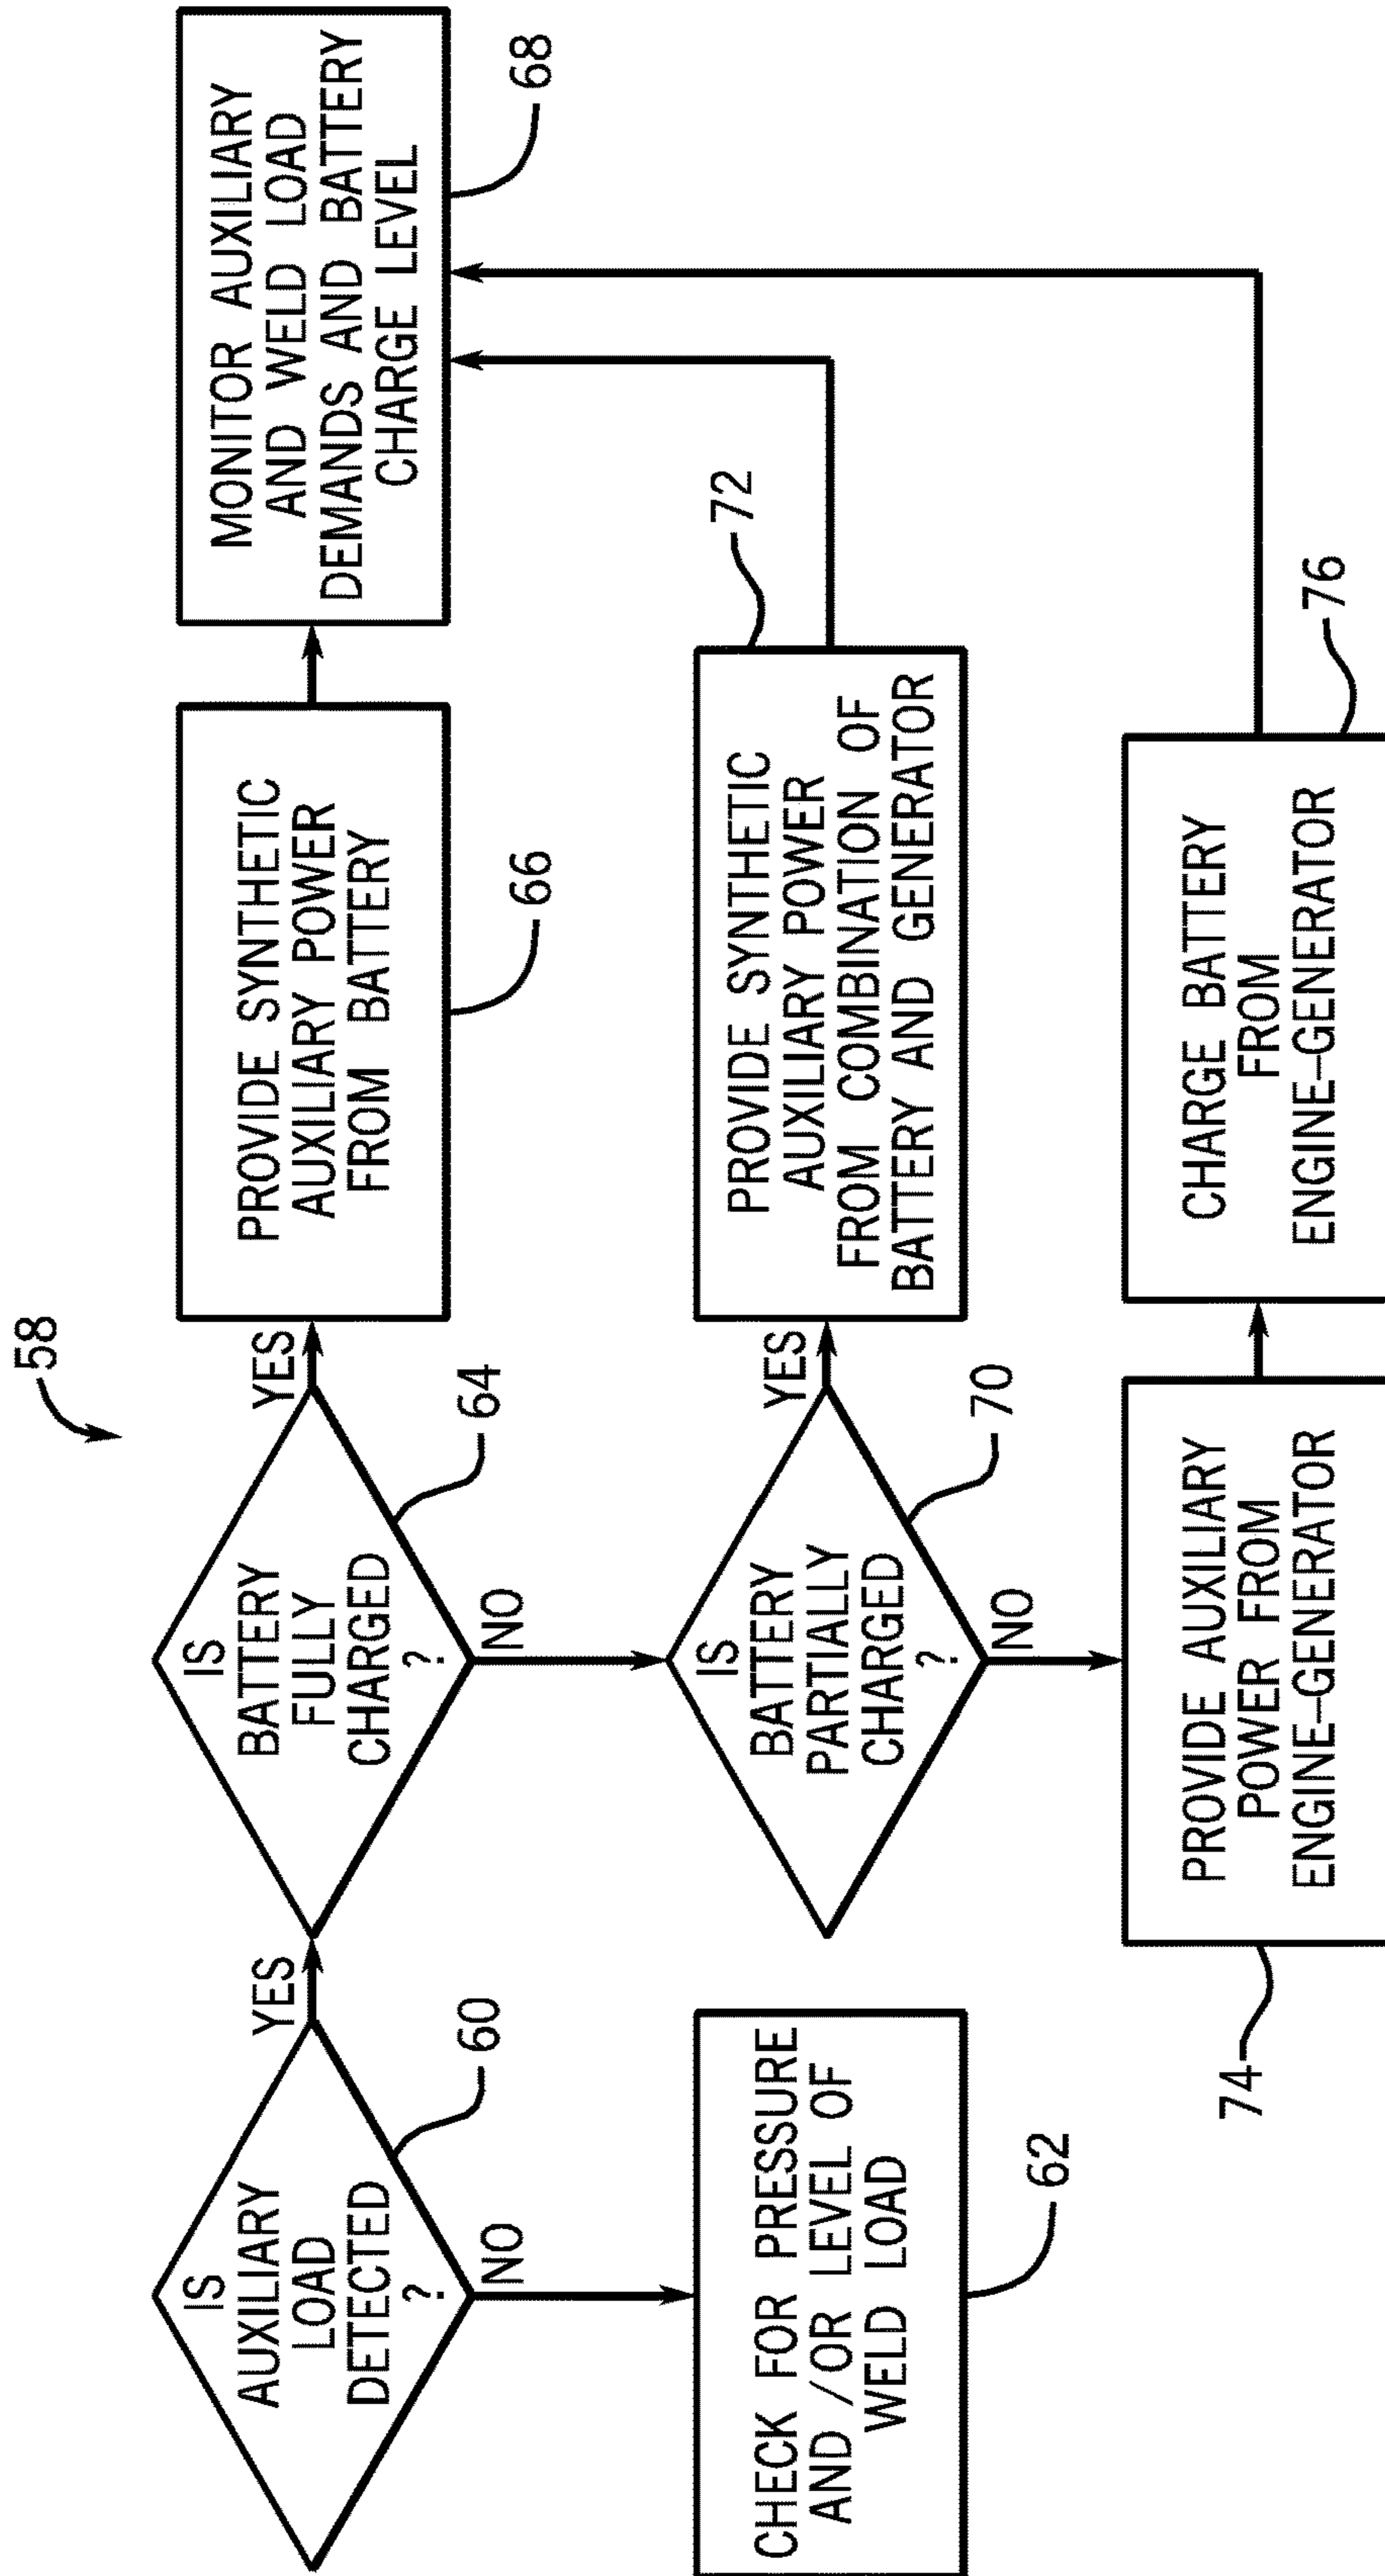 58
IS
AUXILIARY
LOAD
DETECTED
?
60
YES
NO
CHECK FOR PRESSURE
AND/OR LEVEL OF
WELD LOAD
62
IS
BATTERY
FULLY
CHARGED
?
64
YES
NO
PROVIDE SYNTHETIC
AUXILIARY POWER
FROM BATTERY
66
MONITOR AUXILIARY
AND WELD LOAD
DEMANDS AND BATTERY
CHARGE LEVEL
68
IS
BATTERY
PARTIALLY
CHARGED
?
70
YES
NO
PROVIDE SYNTHETIC
AUXILIARY POWER
FROM COMBINATION OF
BATTERY AND GENERATOR
72
PROVIDE AUXILIARY
POWER FROM
ENGINE–GENERATOR
74
CHARGE BATTERY
FROM
ENGINE–GENERATOR
76